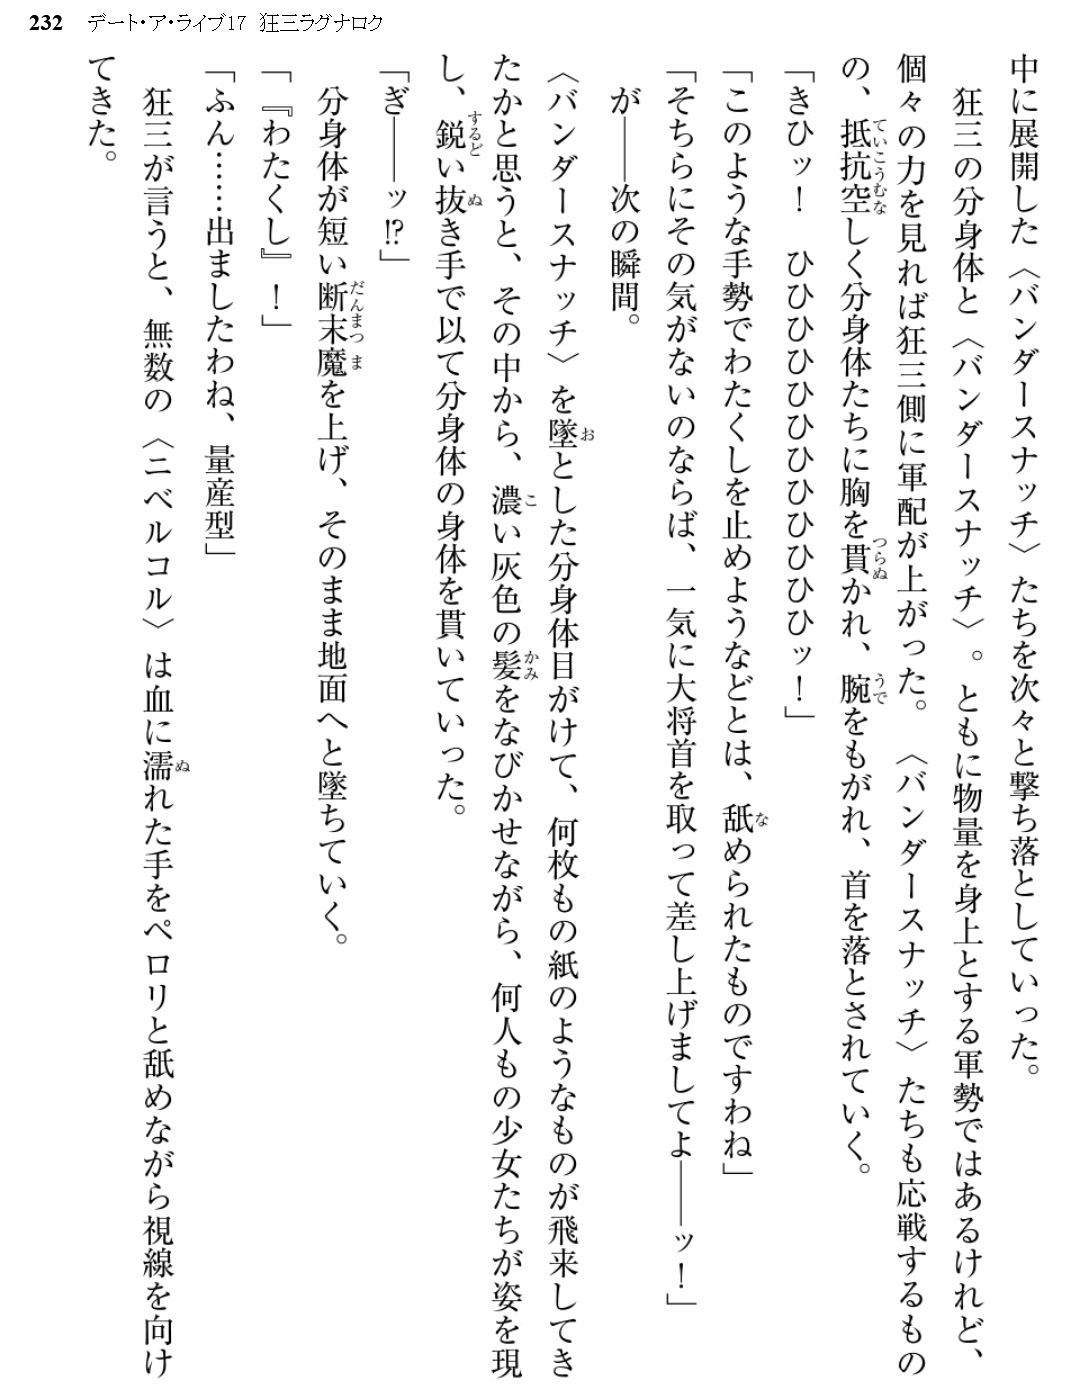 232 デート・ア・ライブ17 狂三ラグナロク
中に展開した〈バンダースナッチ〉たちを次々と撃ち落としていった。
狂三の分身体と〈バンダースナッチ〉。ともに物量を身上とする軍勢ではあるけれど、
個々の力を見れば狂三側に軍配が上がった。〈バンダースナッチ〉たちも応戦するもの
の、抵抗空しく分身体たちに胸を貫かれ、腕をもがれ、首を落とされていく。
「きひッ！　ひひひひひひひひひひひひッ！」
「このような手勢でわたくしを止めようなどとは、舐められたものですわね」
「そちらにその気がないのならば、一気に大将首を取って差し上げましてよ――ッ！」
が――次の瞬間。
〈バンダースナッチ〉を墜とした分身体目がけて、何枚もの紙のようなものが飛来してき
たかと思うと、その中から、濃い灰色の髪をなびかせながら、何人もの少女たちが姿を現
し、鋭い抜き手で以て分身体の身体を貫いていった。
「ぎ――ッ!?」
分身体が短い断末魔を上げ、そのまま地面へと墜ちていく。
「『わたくし』！」
「ふん……出ましたわね、量産型」
狂三が言うと、無数の〈ニベルコル〉は血に濡れた手をペロリと舐めながら視線を向け
てきた。